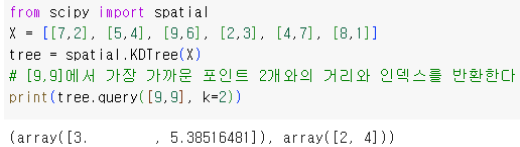 from scipy import spatial
X = [[7,2], [5,4], [9,6], [2,3], [4,7], [8,1]]
tree = spatial.KDTree(X)
# [9,9]에서 가장 가까운 포인트 2개와의 거리와 인덱스를 반환한다
print(tree.query([9,9], k=2))
(array([3.        , 5.38516481]), array([2, 4]))